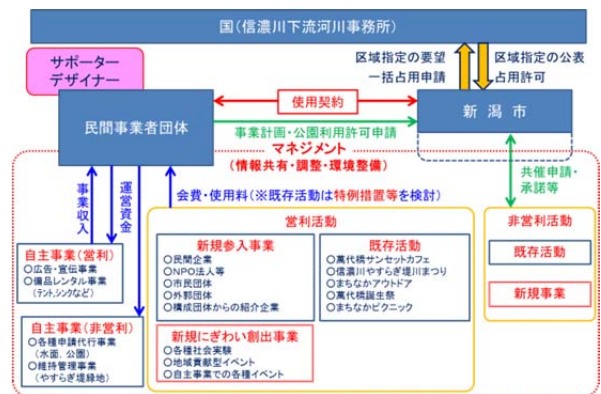 国（信濃川下流河川事務所）
サポーター
デザイナー
区域指定の要望
一括占用申請
区域指定の公表
占用許可
民間事業者団体
使用契約
新潟市
事業計画・公園利用許可申請
マネジメント
（情報共有・調整・環境整備）
事業収入
運営資金
会費・使用料（※既存活動は特例措置等を検討）
共催申請・
承諾等
営利活動
非営利活動
自主事業（営利）
○広告・宣伝事業
○備品レンタル事業
（テント,シンクなど）
自主事業（非営利）
○各種申請代行事業
（水面、公園）
○維持管理事業
（やすらぎ堤緑地）
新規参入事業
○民間企業
○NPO法人等
○市民団体
○外郭団体
○構成団体からの紹介企業
既存活動
○萬代橋サンセットカフェ
○信濃川やすらぎ堤川まつり
○まちなかアウトドア
○萬代橋誕生祭
○まちなかピクニック
新規にぎわい創出事業
○各種社会実験
○地域貢献型イベント
○自主事業での各種イベント
既存活動
新規事業